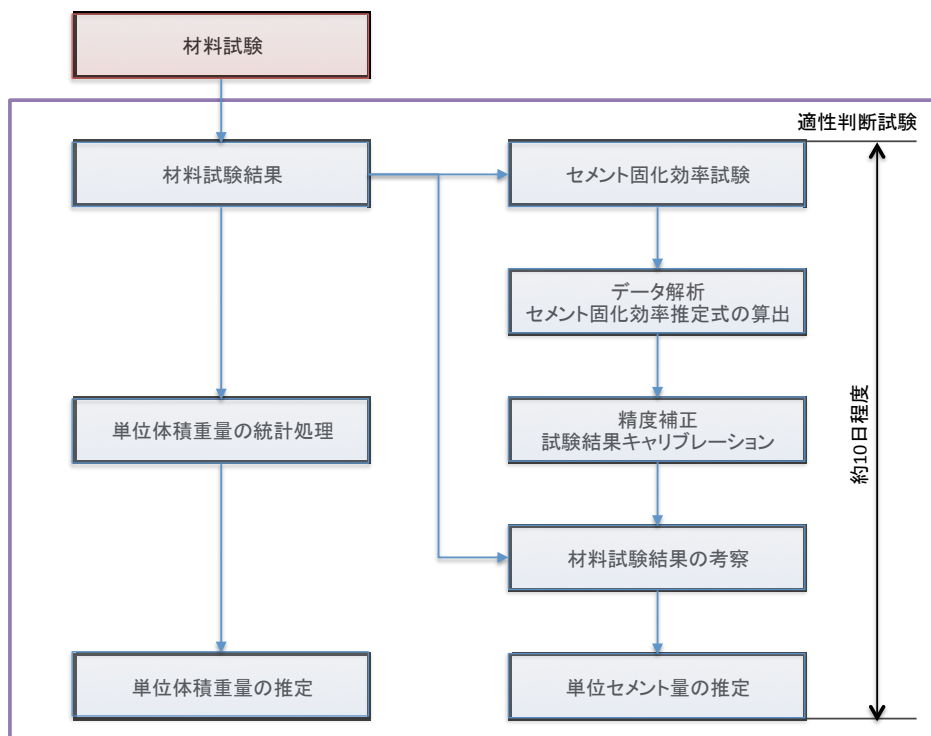 材料試験
適性判断試験
材料試験結果
セメント固化効率試験
データ解析
セメント固化効率推定式の算出
単位体積重量の統計処理
精度補正
試験結果キャリブレーション
約10日程度
材料試験結果の考察
単位体積重量の推定
単位セメント量の推定